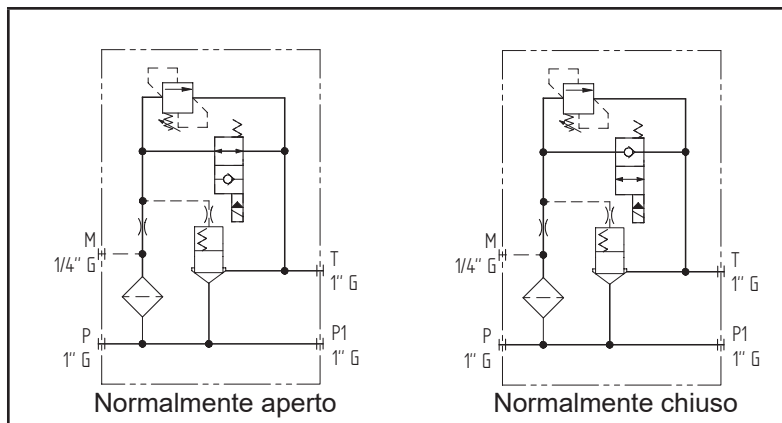 M
1/4" G
T
1" G
P
1" G
P1
1" G
Normalmente aperto
M
1/4" G
T
1" G
P
1" G
P1
1" G
Normalmente chiuso